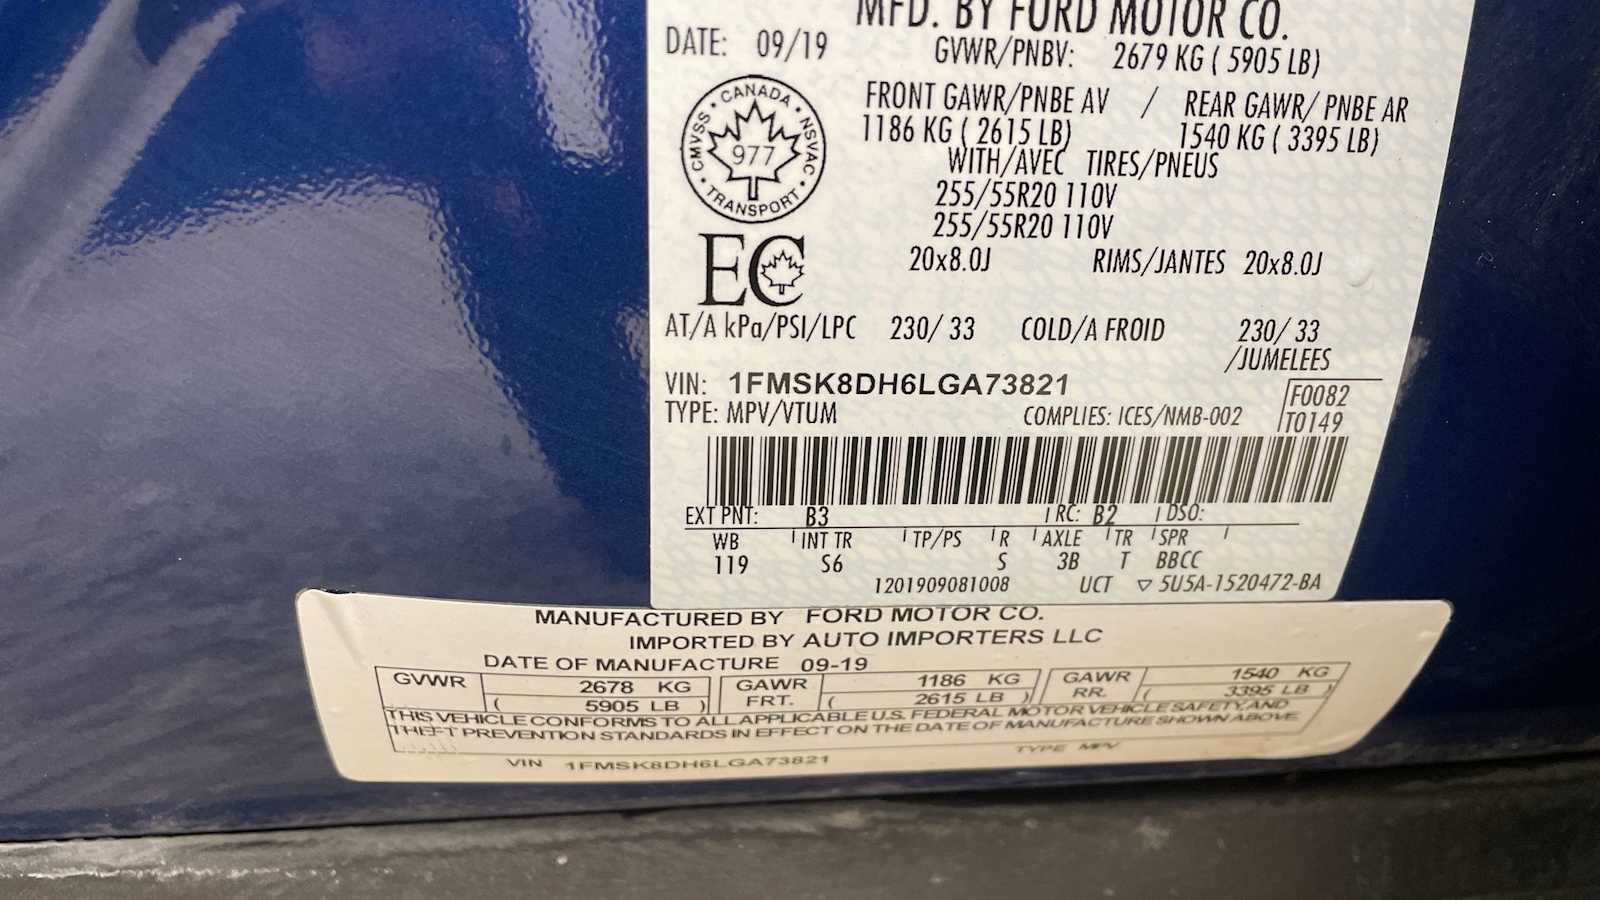 MFD. BY FORD MOTOR CO.
DATE: 09/19
GVWR/PNBV: 2679 KG ( 5905 LB)
FRONT GAWR/PNBE AV / REAR GAWR/ PNBE AR
1186 KG ( 2615 LB) 1540 KG ( 3395 LB)
WITH/AVEC TIRES/PNEUS
255/55R20 110V
255/55R20 110V
20x8.0J RIMS/JANTES 20x8.0J
CANADA
CMVSS NSVAC
977
TRANSPORT
EC
AT/A kPa/PSI/LPC 230/ 33 COLD/A FROID 230/ 33
/JUMELEES
VIN: 1FMSK8DH6LGA73821
TYPE: MPV/VTUM COMPLIES: ICES/NMB-002
F0082
T0149
EXT PNT: B3 RC: B2 DSO:
WB INT TR TP/PS R AXLE TR SPR
119 S6 S 3B T BBCC
1201909081008 UCT ▽ 5U5A-1520472-BA
MANUFACTURED BY FORD MOTOR CO.
IMPORTED BY AUTO IMPORTERS LLC
DATE OF MANUFACTURE 09-19
GVWR 2678 KG ( 5905 LB )
GAWR FRT. 1186 KG ( 2615 LB )
GAWR RR. 1540 KG ( 3395 LB )
THIS VEHICLE CONFORMS TO ALL APPLICABLE U.S. FEDERAL MOTOR VEHICLE SAFETY AND
THEFT PREVENTION STANDARDS IN EFFECT ON THE DATE OF MANUFACTURE SHOWN ABOVE.
VIN 1FMSK8DH6LGA73821 TYPE MPV